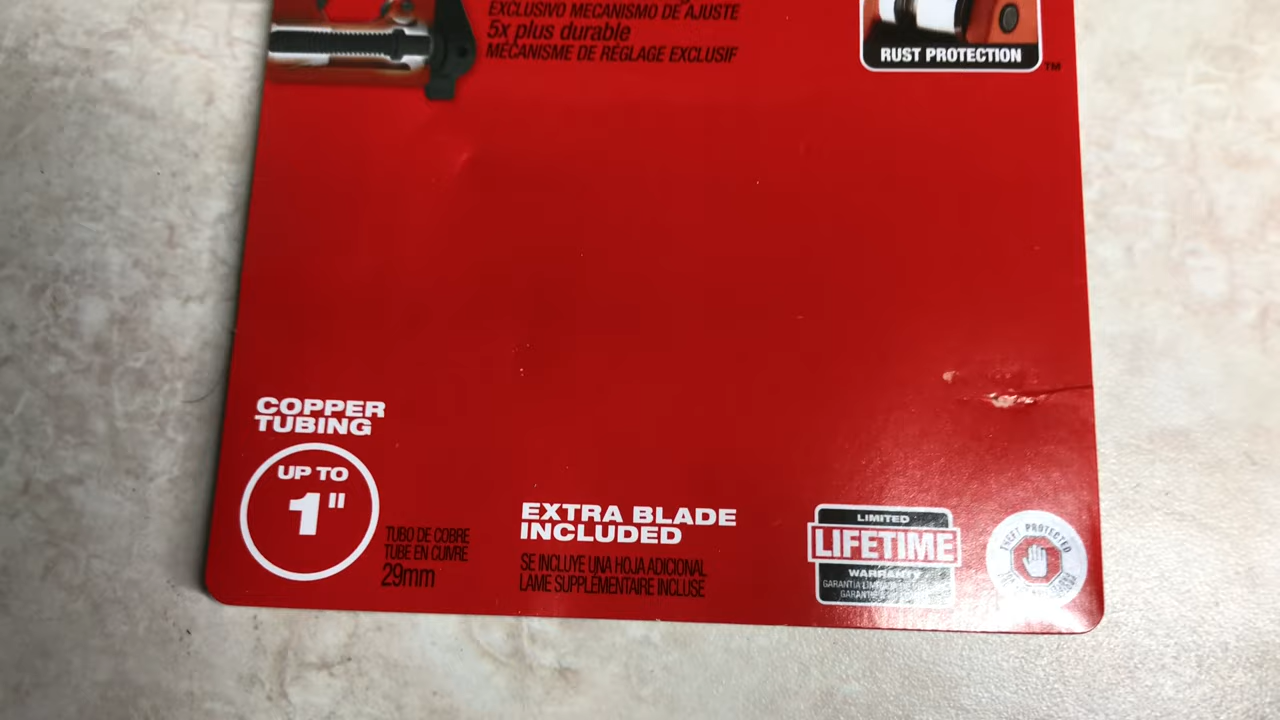 EXCLUSIVO MECANISMO DE AJUSTE
5x plus durable
MÉCANISME DE RÉGLAGE EXCLUSIF
RUST PROTECTION
TM
COPPER
TUBING
UP TO
1"
TUBO DE COBRE
TUBE EN CUIVRE
29mm
EXTRA BLADE
INCLUDED
SE INCLUYE UNA HOJA ADICIONAL
LAME SUPPLÉMENTAIRE INCLUSE
LIMITED
LIFETIME
WARRANTY
GARANTÍA
THEFT PROTECTED